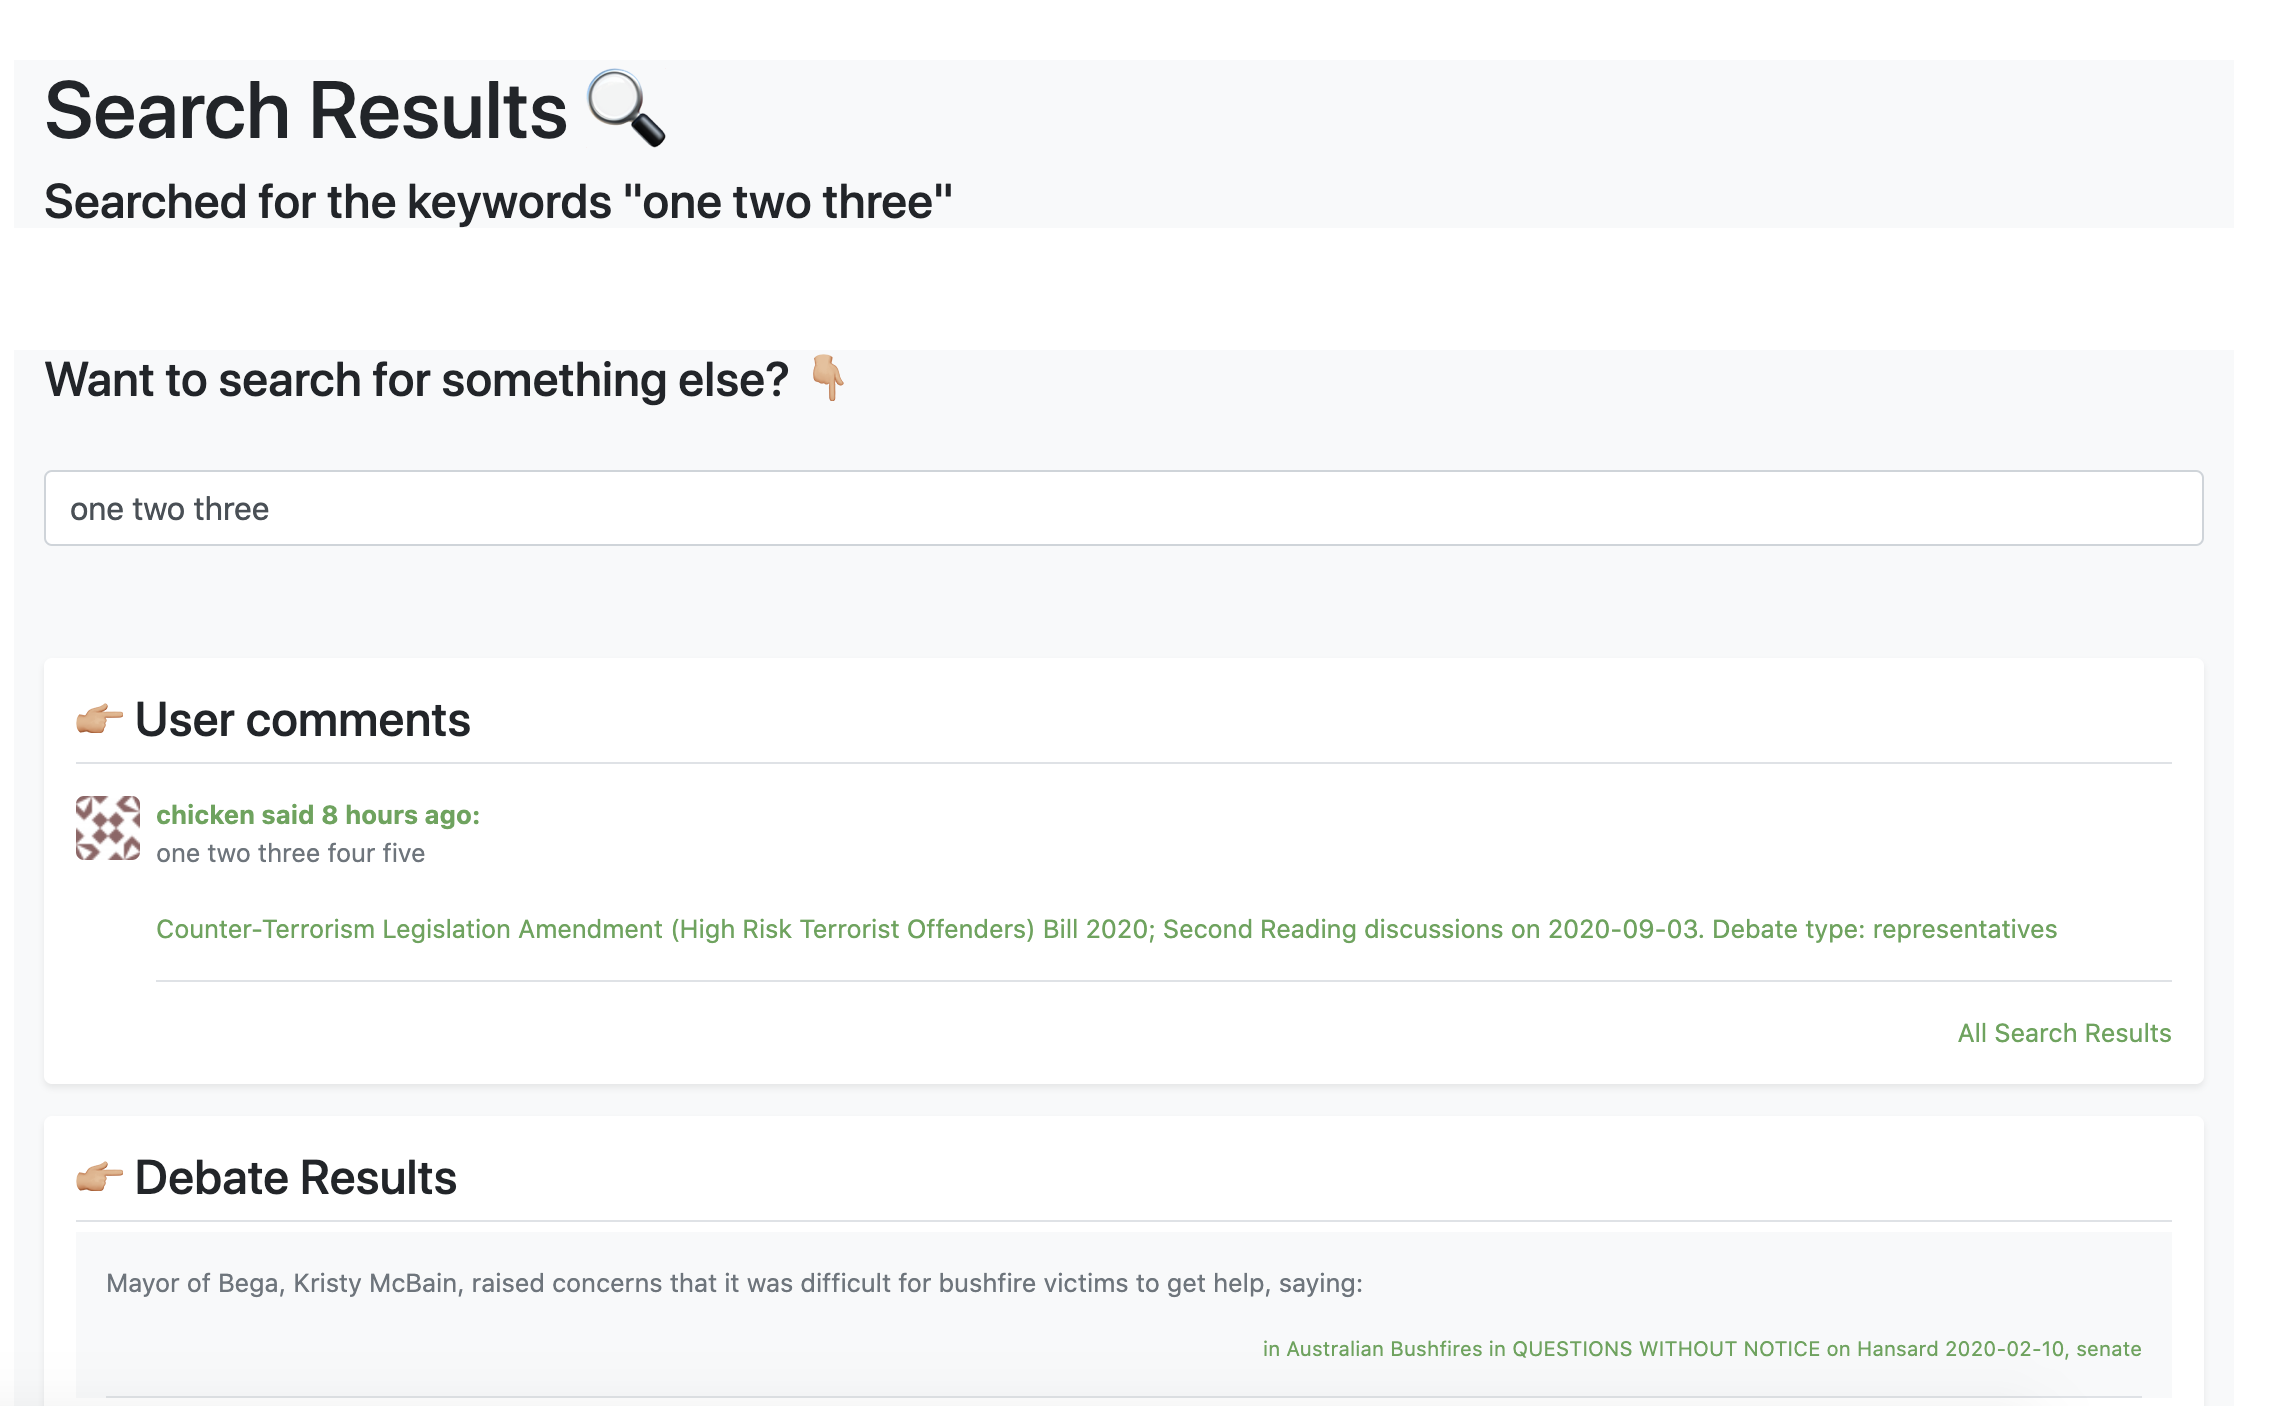 Search Results
Searched for the keywords "one two three"
Want to search for something else?
one two three
User comments
chicken said 8 hours ago:
one two three four five
Counter-Terrorism Legislation Amendment (High Risk Terrorist Offenders) Bill 2020; Second Reading discussions on 2020-09-03. Debate type: representatives
All Search Results
Debate Results
Mayor of Bega, Kristy McBain, raised concerns that it was difficult for bushfire victims to get help, saying:
in Australian Bushfires in QUESTIONS WITHOUT NOTICE on Hansard 2020-02-10, senate